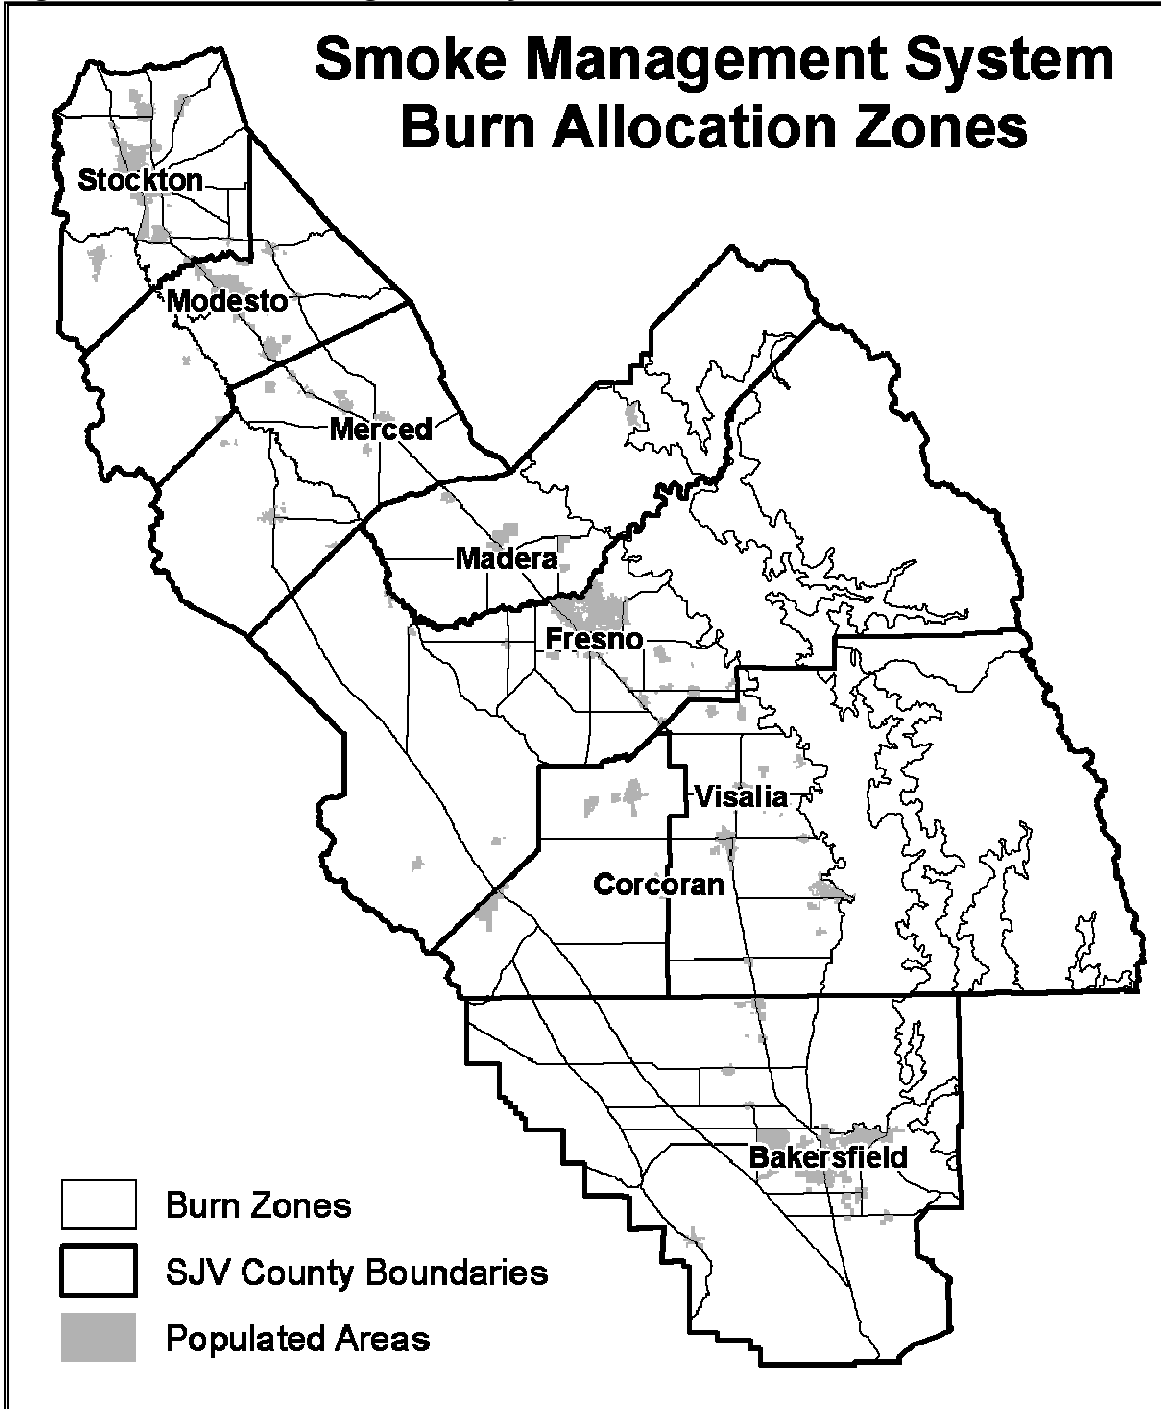 Smoke Management System
Burn Allocation Zones
Stockton
Modesto
Merced
Madera
Fresno
Visalia
Corcoran
Bakersfield
Burn Zones
SJV County Boundaries
Populated Areas